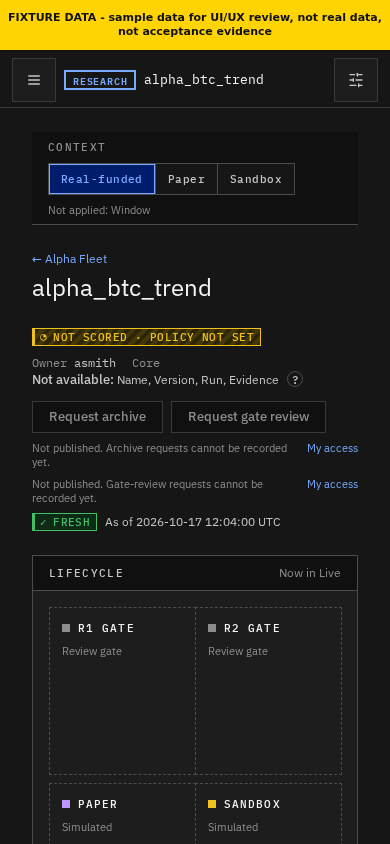 FIXTURE DATA - sample data for UI/UX review, not real data,
not acceptance evidence
RESEARCH alpha_btc_trend
CONTEXT
Real-funded Paper Sandbox
Not applied: Window
← Alpha Fleet
alpha_btc_trend
NOT SCORED · POLICY NOT SET
Owner asmith Core
Not available: Name, Version, Run, Evidence ?
Request archive Request gate review
Not published. Archive requests cannot be recorded yet. My access
Not published. Gate-review requests cannot be recorded yet. My access
✓ FRESH As of 2026-10-17 12:04:00 UTC
LIFECYCLE Now in Live
R1 GATE R2 GATE
Review gate Review gate
PAPER SANDBOX
Simulated Simulated